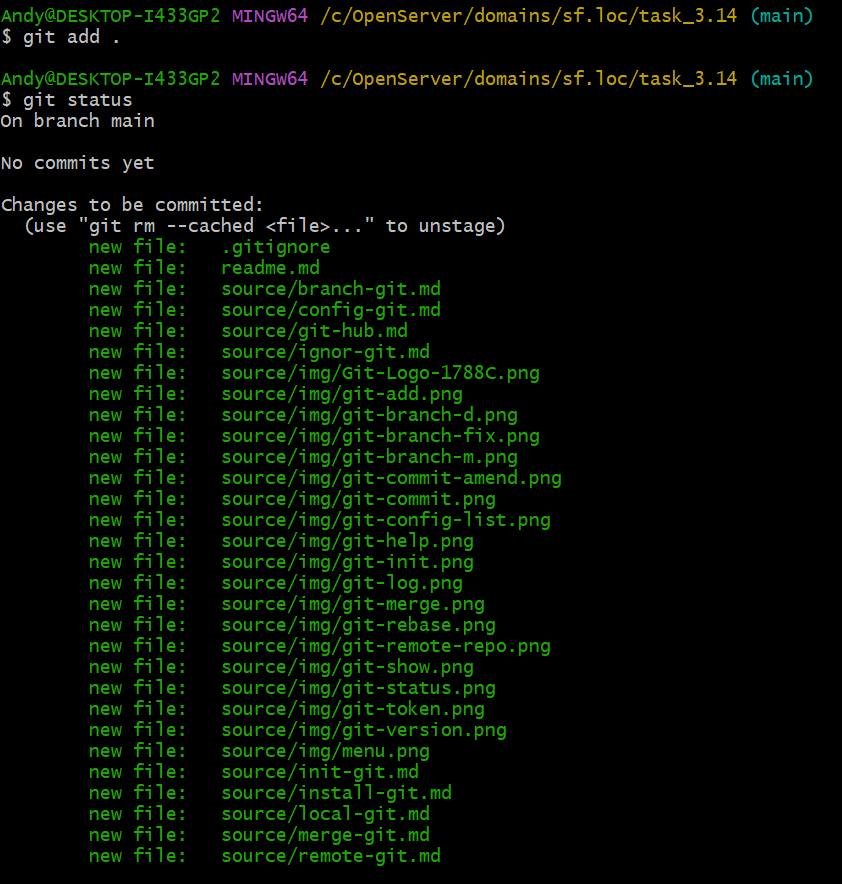 Andy@DESKTOP-I433GP2 MINGW64 /c/OpenServer/domains/sf.loc/task_3.14 (main)
$ git add .
Andy@DESKTOP-I433GP2 MINGW64 /c/OpenServer/domains/sf.loc/task_3.14 (main)
$ git status
On branch main
No commits yet
Changes to be committed:
  (use "git rm --cached <file>..." to unstage)
        new file:   .gitignore
        new file:   readme.md
        new file:   source/branch-git.md
        new file:   source/config-git.md
        new file:   source/git-hub.md
        new file:   source/ignor-git.md
        new file:   source/img/Git-Logo-1788C.png
        new file:   source/img/git-add.png
        new file:   source/img/git-branch-d.png
        new file:   source/img/git-branch-fix.png
        new file:   source/img/git-branch-m.png
        new file:   source/img/git-commit-amend.png
        new file:   source/img/git-commit.png
        new file:   source/img/git-config-list.png
        new file:   source/img/git-help.png
        new file:   source/img/git-init.png
        new file:   source/img/git-log.png
        new file:   source/img/git-merge.png
        new file:   source/img/git-rebase.png
        new file:   source/img/git-remote-repo.png
        new file:   source/img/git-show.png
        new file:   source/img/git-status.png
        new file:   source/img/git-token.png
        new file:   source/img/git-version.png
        new file:   source/img/menu.png
        new file:   source/init-git.md
        new file:   source/install-git.md
        new file:   source/local-git.md
        new file:   source/merge-git.md
        new file:   source/remote-git.md